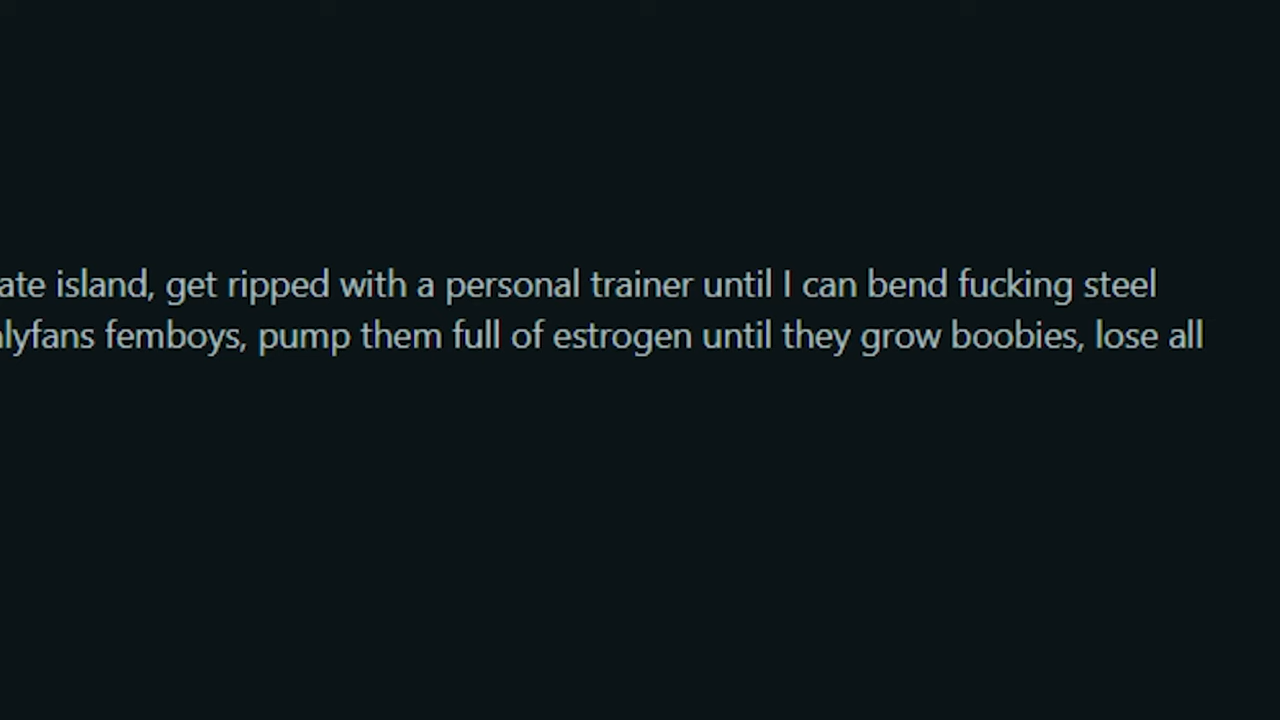 ate island, get ripped with a personal trainer until I can bend fucking steel
lyfans femboys, pump them full of estrogen until they grow boobies, lose all